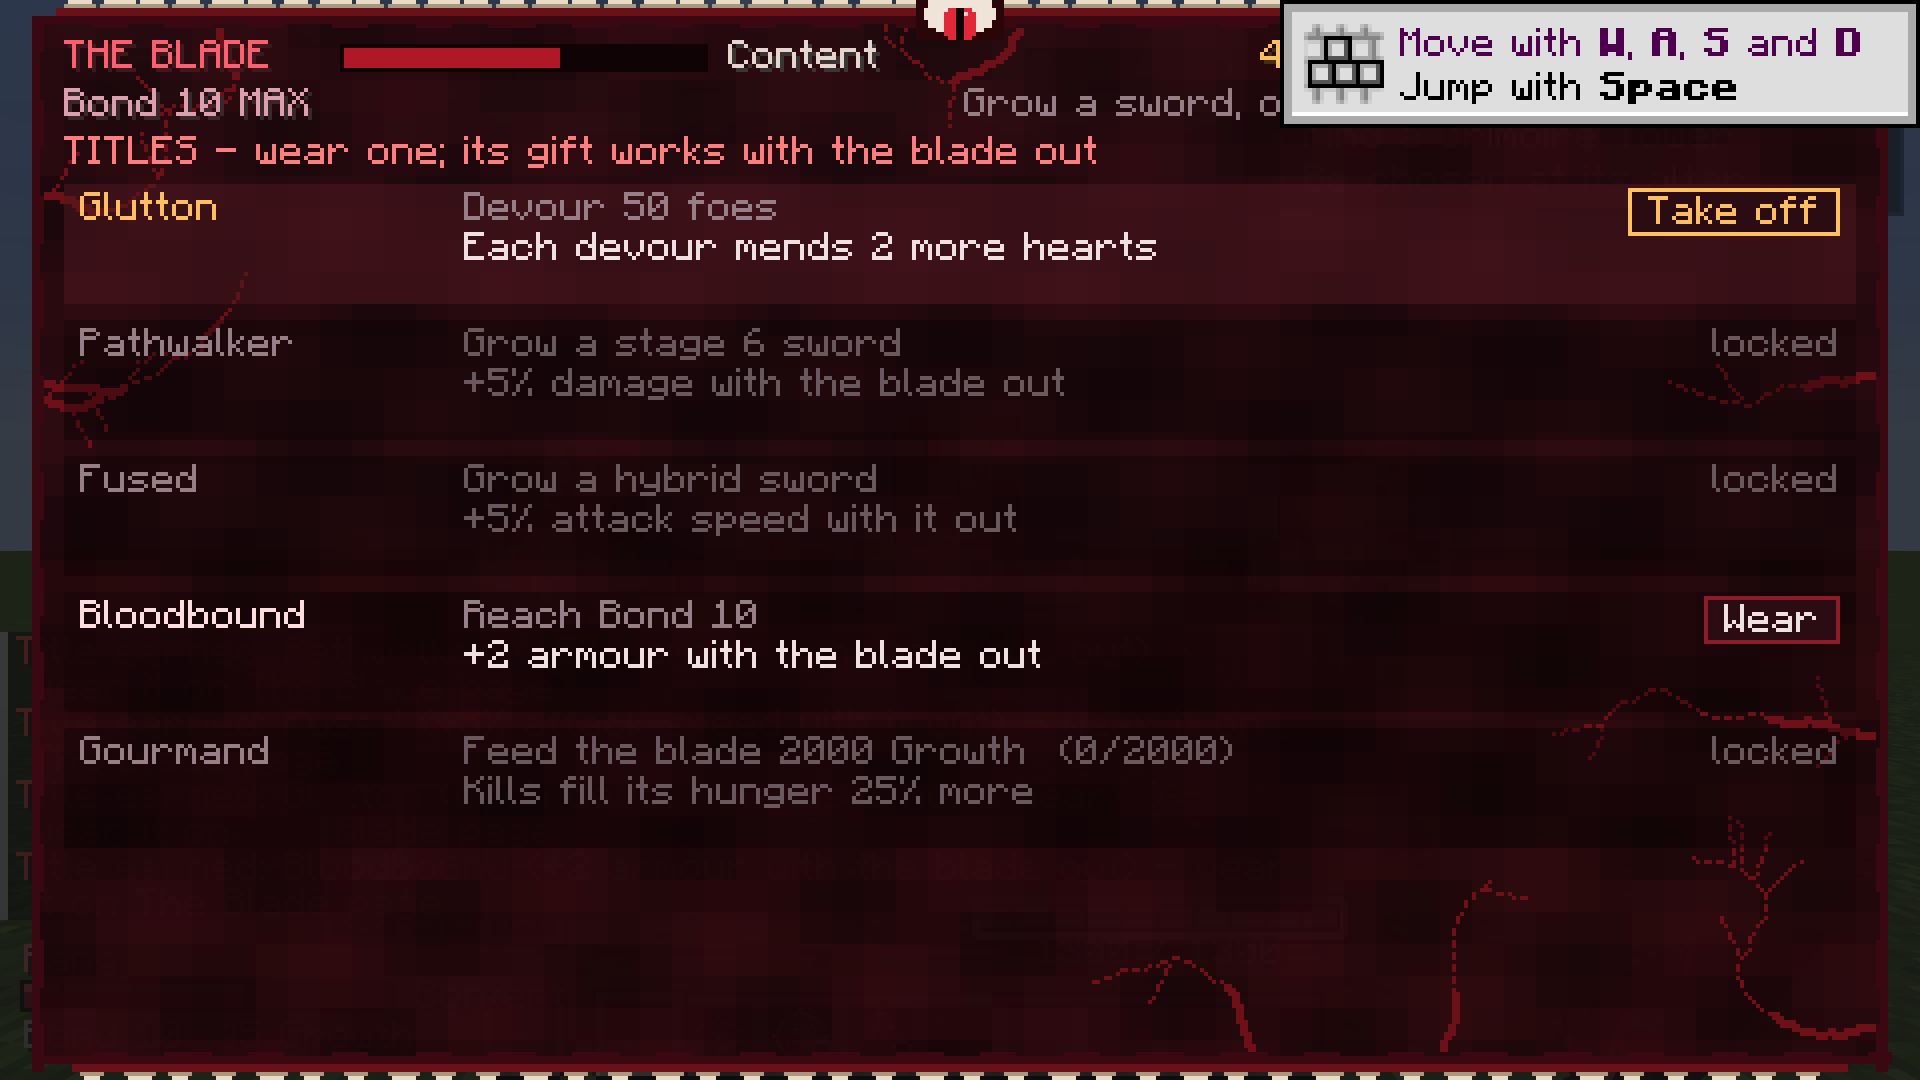 THE BLADE
Content
4
Move with W, A, S and D
Jump with Space
Bond 10 MAX
Grow a sword, o
TITLES - wear one; its gift works with the blade out
Glutton
Devour 50 foes
Take off
Each devour mends 2 more hearts
Pathwalker
Grow a stage 6 sword
locked
+5% damage with the blade out
Fused
Grow a hybrid sword
locked
+5% attack speed with it out
Bloodbound
Reach Bond 10
Wear
+2 armour with the blade out
Gourmand
Feed the blade 2000 Growth (0/2000)
locked
Kills fill its hunger 25% more